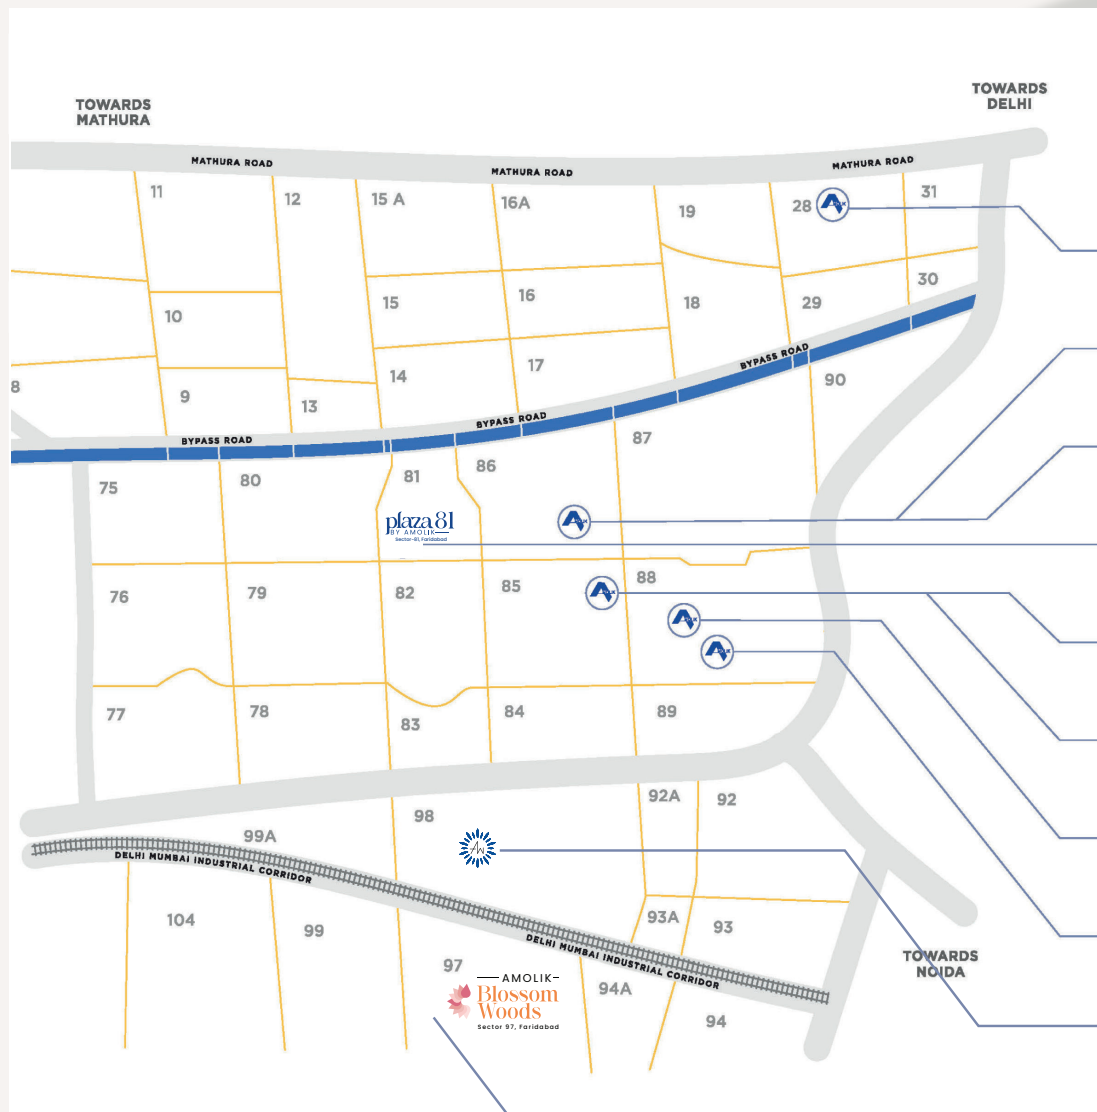 TOWARDS
DELHI
TOWARDS
MATHURA
MATHURA ROAD
MATHURA ROAD
MATHURA ROAD
11
12
15 A
16A
19
28
31
10
15
16
18
29
30
8
9
13
14
17
BYPASS ROAD
BYPASS ROAD
BYPASS ROAD
90
75
80
81
86
87
plaza 81
BY AMOLIK
Sector-81, Faridabad
76
79
82
85
88
77
78
83
84
89
99A
98
92A
92
DELHI MUMBAI INDUSTRIAL CORRIDOR
104
99
93A
93
DELHI MUMBAI INDUSTRIAL CORRIDOR
TOWARDS
NOIDA
97
AMOLIK
Blossom
Woods
Sector 97, Faridabad
94A
94